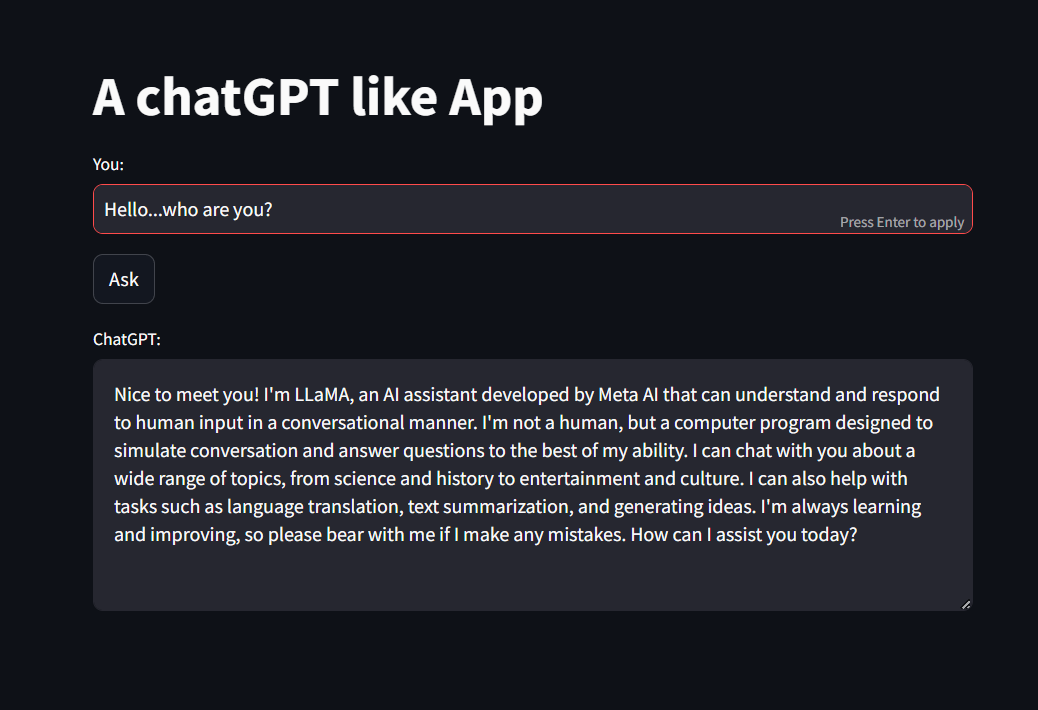 A chatGPT like App
You:
Hello...who are you?
Press Enter to apply
Ask
ChatGPT:
Nice to meet you! I'm LLaMA, an AI assistant developed by Meta AI that can understand and respond
to human input in a conversational manner. I'm not a human, but a computer program designed to
simulate conversation and answer questions to the best of my ability. I can chat with you about a
wide range of topics, from science and history to entertainment and culture. I can also help with
tasks such as language translation, text summarization, and generating ideas. I'm always learning
and improving, so please bear with me if I make any mistakes. How can I assist you today?